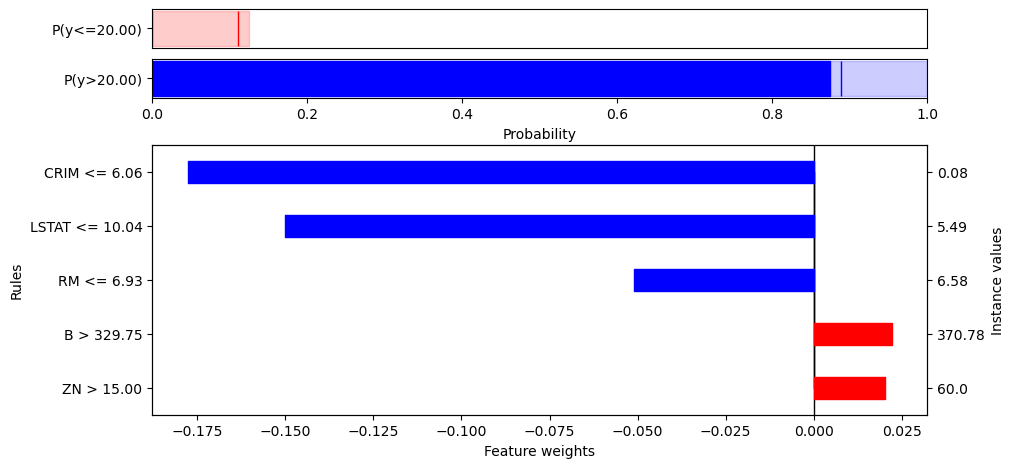 P(y<=20.00)
P(y>20.00)
0.0 0.2 0.4 0.6 0.8 1.0
Probability
CRIM <= 6.06 0.08
LSTAT <= 10.04 5.49
RM <= 6.93 6.58
B > 329.75 370.78
ZN > 15.00 60.0
Rules
Instance values
−0.175 −0.150 −0.125 −0.100 −0.075 −0.050 −0.025 0.000 0.025
Feature weights